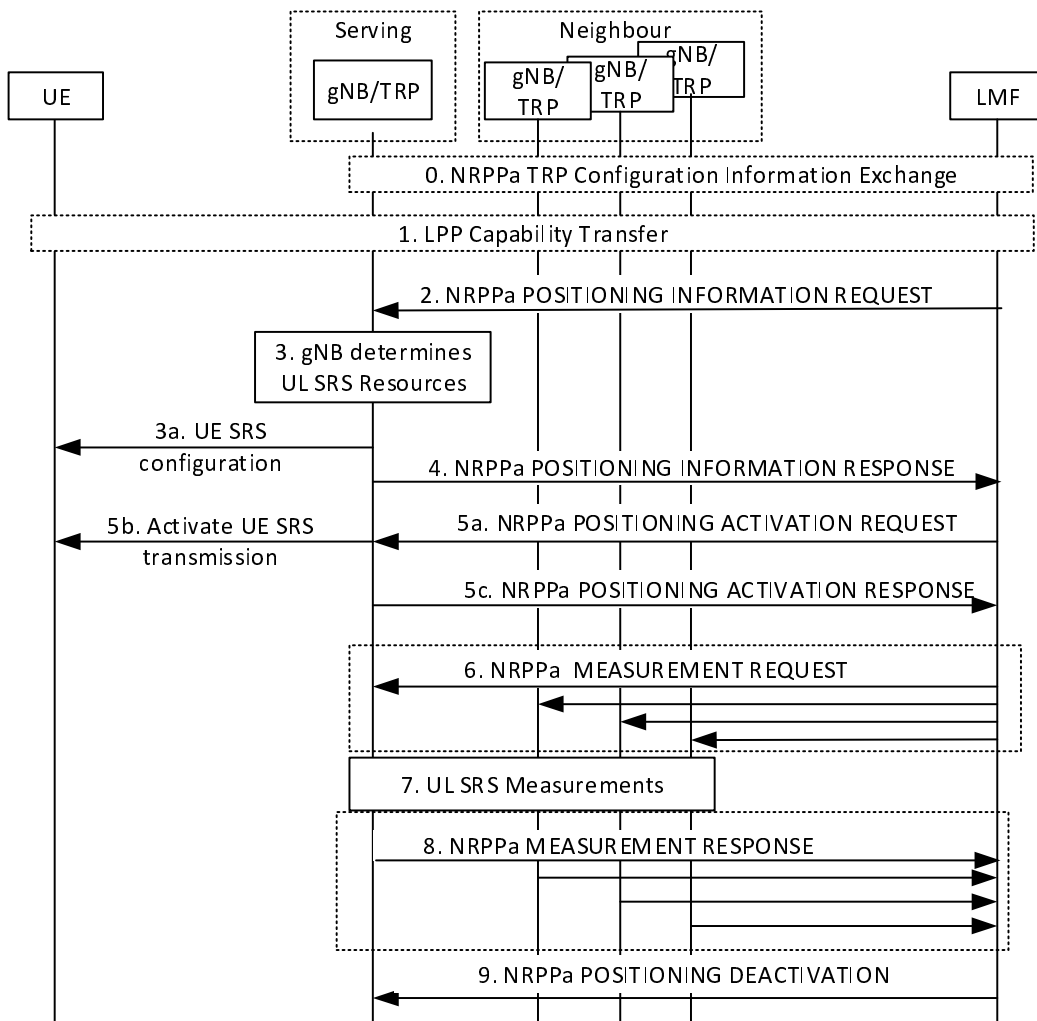 Serving
Neighbour
gNB/TRP
gNB/
TRP
gNB/
TRP
gNB/
TRP
UE
LMF
0. NRPPa TRP Configuration Information Exchange
1. LPP Capability Transfer
2. NRPPa POSITIONING INFORMATION REQUEST
3. gNB determines
UL SRS Resources
3a. UE SRS
configuration
4. NRPPa POSITIONING INFORMATION RESPONSE
5b. Activate UE SRS
transmission
5a. NRPPa POSITIONING ACTIVATION REQUEST
5c. NRPPa POSITIONING ACTIVATION RESPONSE
6. NRPPa MEASUREMENT REQUEST
7. UL SRS Measurements
8. NRPPa MEASUREMENT RESPONSE
9. NRPPa POSITIONING DEACTIVATION